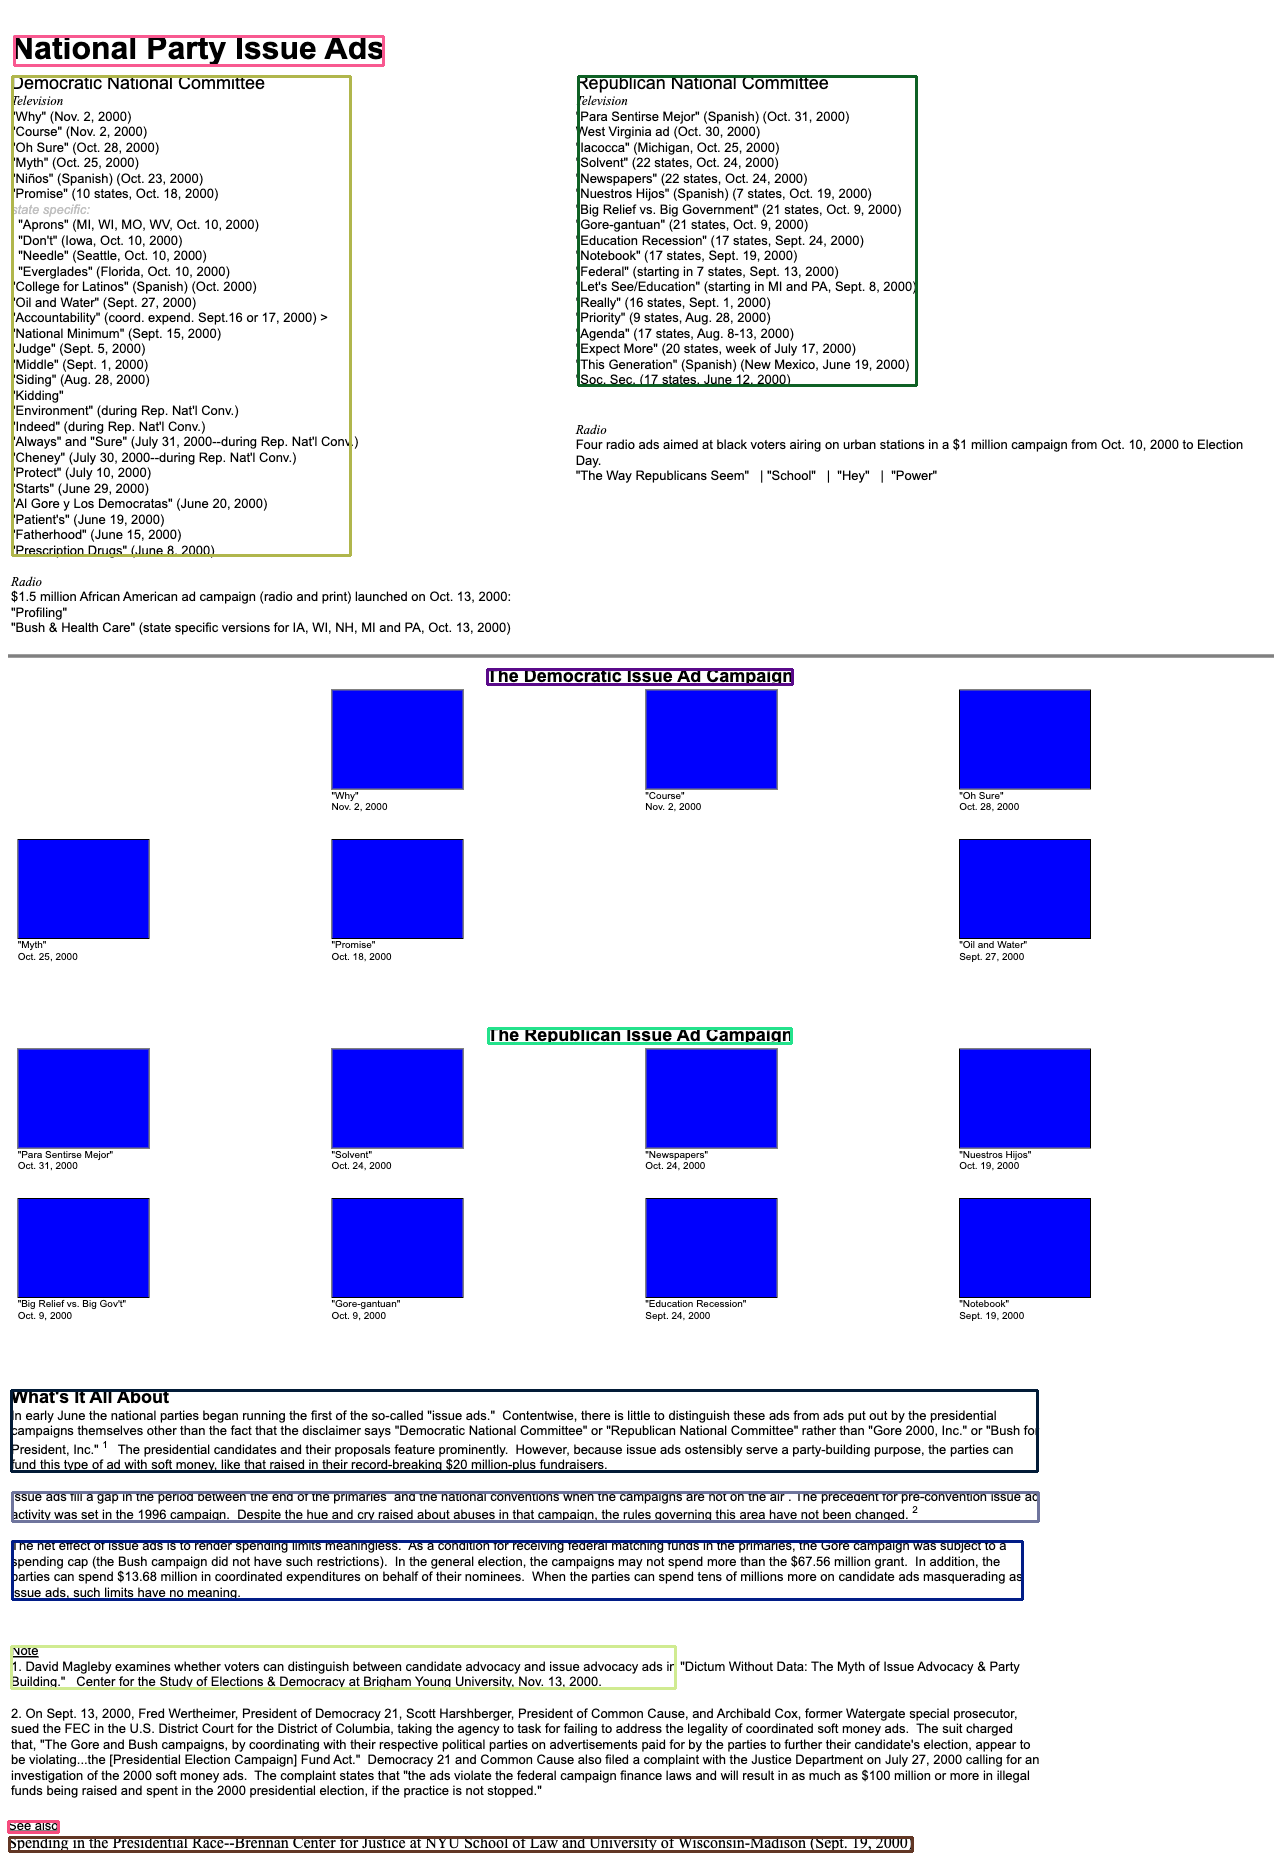 National Party Issue Ads
Democratic National Committee
Television
"Why" (Nov. 2, 2000)
"Course" (Nov. 2, 2000)
"Oh Sure" (Oct. 28, 2000)
"Myth" (Oct. 25, 2000)
"Niños" (Spanish) (Oct. 23, 2000)
"Promise" (10 states, Oct. 18, 2000)
state specific:
"Aprons" (MI, WI, MO, WV, Oct. 10, 2000)
"Don't" (Iowa, Oct. 10, 2000)
"Needle" (Seattle, Oct. 10, 2000)
"Everglades" (Florida, Oct. 10, 2000)
"College for Latinos" (Spanish) (Oct. 2000)
"Oil and Water" (Sept. 27, 2000)
"Accountability" (coord. expend. Sept.16 or 17, 2000) >
"National Minimum" (Sept. 15, 2000)
"Judge" (Sept. 5, 2000)
"Middle" (Sept. 1, 2000)
"Siding" (Aug. 28, 2000)
"Kidding"
"Environment" (during Rep. Nat'l Conv.)
"Indeed" (during Rep. Nat'l Conv.)
"Always" and "Sure" (July 31, 2000--during Rep. Nat'l Conv.)
"Cheney" (July 30, 2000--during Rep. Nat'l Conv.)
"Protect" (July 10, 2000)
"Starts" (June 29, 2000)
"Al Gore y Los Democratas" (June 20, 2000)
"Patient's" (June 19, 2000)
"Fatherhood" (June 15, 2000)
"Prescription Drugs" (June 8, 2000)
Radio
$1.5 million African American ad campaign (radio and print) launched on Oct. 13, 2000:
"Profiling"
"Bush & Health Care" (state specific versions for IA, WI, NH, MI and PA, Oct. 13, 2000)
Republican National Committee
Television
"Para Sentirse Mejor" (Spanish) (Oct. 31, 2000)
West Virginia ad (Oct. 30, 2000)
"Iacocca" (Michigan, Oct. 25, 2000)
"Solvent" (22 states, Oct. 24, 2000)
"Newspapers" (22 states, Oct. 24, 2000)
"Nuestros Hijos" (Spanish) (7 states, Oct. 19, 2000)
"Big Relief vs. Big Government" (21 states, Oct. 9, 2000)
"Gore-gantuan" (21 states, Oct. 9, 2000)
"Education Recession" (17 states, Sept. 24, 2000)
"Notebook" (17 states, Sept. 19, 2000)
"Federal" (starting in 7 states, Sept. 13, 2000)
"Let's See/Education" (starting in MI and PA, Sept. 8, 2000)
"Really" (16 states, Sept. 1, 2000)
"Priority" (9 states, Aug. 28, 2000)
"Agenda" (17 states, Aug. 8-13, 2000)
"Expect More" (20 states, week of July 17, 2000)
"This Generation" (Spanish) (New Mexico, June 19, 2000)
"Soc. Sec. (17 states, June 12, 2000)
Radio
Four radio ads aimed at black voters airing on urban stations in a $1 million campaign from Oct. 10, 2000 to Election
Day.
"The Way Republicans Seem"   | "School"   |  "Hey"   |  "Power"
The Democratic Issue Ad Campaign
"Why"
Nov. 2, 2000
"Course"
Nov. 2, 2000
"Oh Sure"
Oct. 28, 2000
"Myth"
Oct. 25, 2000
"Promise"
Oct. 18, 2000
"Oil and Water"
Sept. 27, 2000
The Republican Issue Ad Campaign
"Para Sentirse Mejor"
Oct. 31, 2000
"Solvent"
Oct. 24, 2000
"Newspapers"
Oct. 24, 2000
"Nuestros Hijos"
Oct. 19, 2000
"Big Relief vs. Big Gov't"
Oct. 9, 2000
"Gore-gantuan"
Oct. 9, 2000
"Education Recession"
Sept. 24, 2000
"Notebook"
Sept. 19, 2000
What's It All About
In early June the national parties began running the first of the so-called "issue ads."  Contentwise, there is little to distinguish these ads from ads put out by the presidential
campaigns themselves other than the fact that the disclaimer says "Democratic National Committee" or "Republican National Committee" rather than "Gore 2000, Inc." or "Bush for
President, Inc." 1   The presidential candidates and their proposals feature prominently.  However, because issue ads ostensibly serve a party-building purpose, the parties can
fund this type of ad with soft money, like that raised in their record-breaking $20 million-plus fundraisers.
Issue ads fill a gap in the period between the end of the primaries  and the national conventions when the campaigns are not on the air .  The precedent for pre-convention issue ad
activity was set in the 1996 campaign.  Despite the hue and cry raised about abuses in that campaign, the rules governing this area have not been changed. 2
The net effect of issue ads is to render spending limits meaningless.  As a condition for receiving federal matching funds in the primaries, the Gore campaign was subject to a
spending cap (the Bush campaign did not have such restrictions).  In the general election, the campaigns may not spend more than the $67.56 million grant.  In addition, the
parties can spend $13.68 million in coordinated expenditures on behalf of their nominees.  When the parties can spend tens of millions more on candidate ads masquerading as
issue ads, such limits have no meaning.
Note
1. David Magleby examines whether voters can distinguish between candidate advocacy and issue advocacy ads in "Dictum Without Data: The Myth of Issue Advocacy & Party
Building."   Center for the Study of Elections & Democracy at Brigham Young University, Nov. 13, 2000.
2. On Sept. 13, 2000, Fred Wertheimer, President of Democracy 21, Scott Harshberger, President of Common Cause, and Archibald Cox, former Watergate special prosecutor,
sued the FEC in the U.S. District Court for the District of Columbia, taking the agency to task for failing to address the legality of coordinated soft money ads.  The suit charged
that, "The Gore and Bush campaigns, by coordinating with their respective political parties on advertisements paid for by the parties to further their candidate's election, appear to
be violating...the [Presidential Election Campaign] Fund Act."  Democracy 21 and Common Cause also filed a complaint with the Justice Department on July 27, 2000 calling for an
investigation of the 2000 soft money ads.  The complaint states that "the ads violate the federal campaign finance laws and will result in as much as $100 million or more in illegal
funds being raised and spent in the 2000 presidential election, if the practice is not stopped."
See also
Spending in the Presidential Race--Brennan Center for Justice at NYU School of Law and University of Wisconsin-Madison (Sept. 19, 2000)